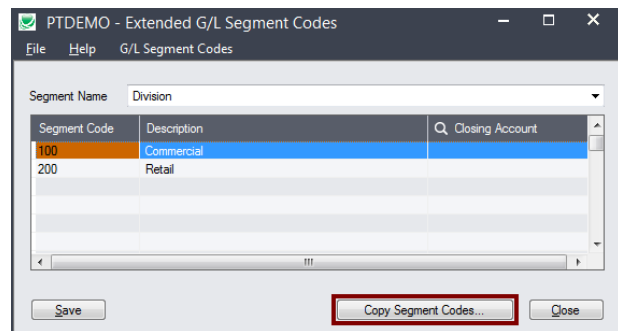 PTDEMO - Extended G/L Segment Codes
File Help G/L Segment Codes
Segment Name Division
Segment Code Description Closing Account
100 Commercial
200 Retail
Save Copy Segment Codes... Close